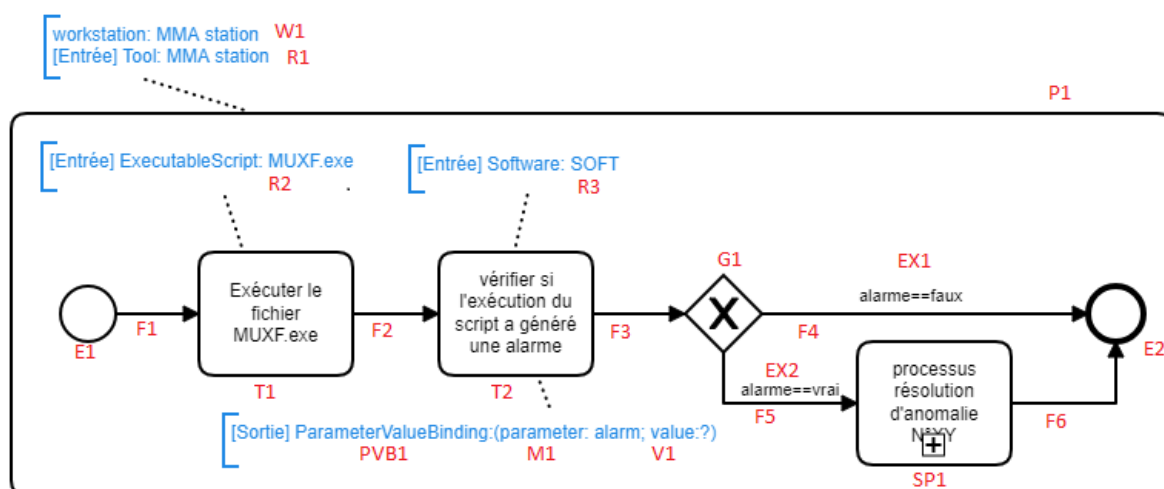 workstation: MMA station W1
[Entrée] Tool: MMA station R1
P1
[Entrée] ExecutableScript: MUXF.exe
R2
[Entrée] Software: SOFT
R3
E1
F1
Exécuter le
fichier
MUXF.exe
T1
F2
vérifier si
l'exécution du
script a généré
une alarme
T2
F3
G1
X
EX1
alarme==faux
F4
E2
EX2
alarme==vrai
F5
processus
résolution
d'anomalie
N°XY
SP1
F6
[Sortie] ParameterValueBinding:(parameter: alarm; value:?)
PVB1 M1 V1